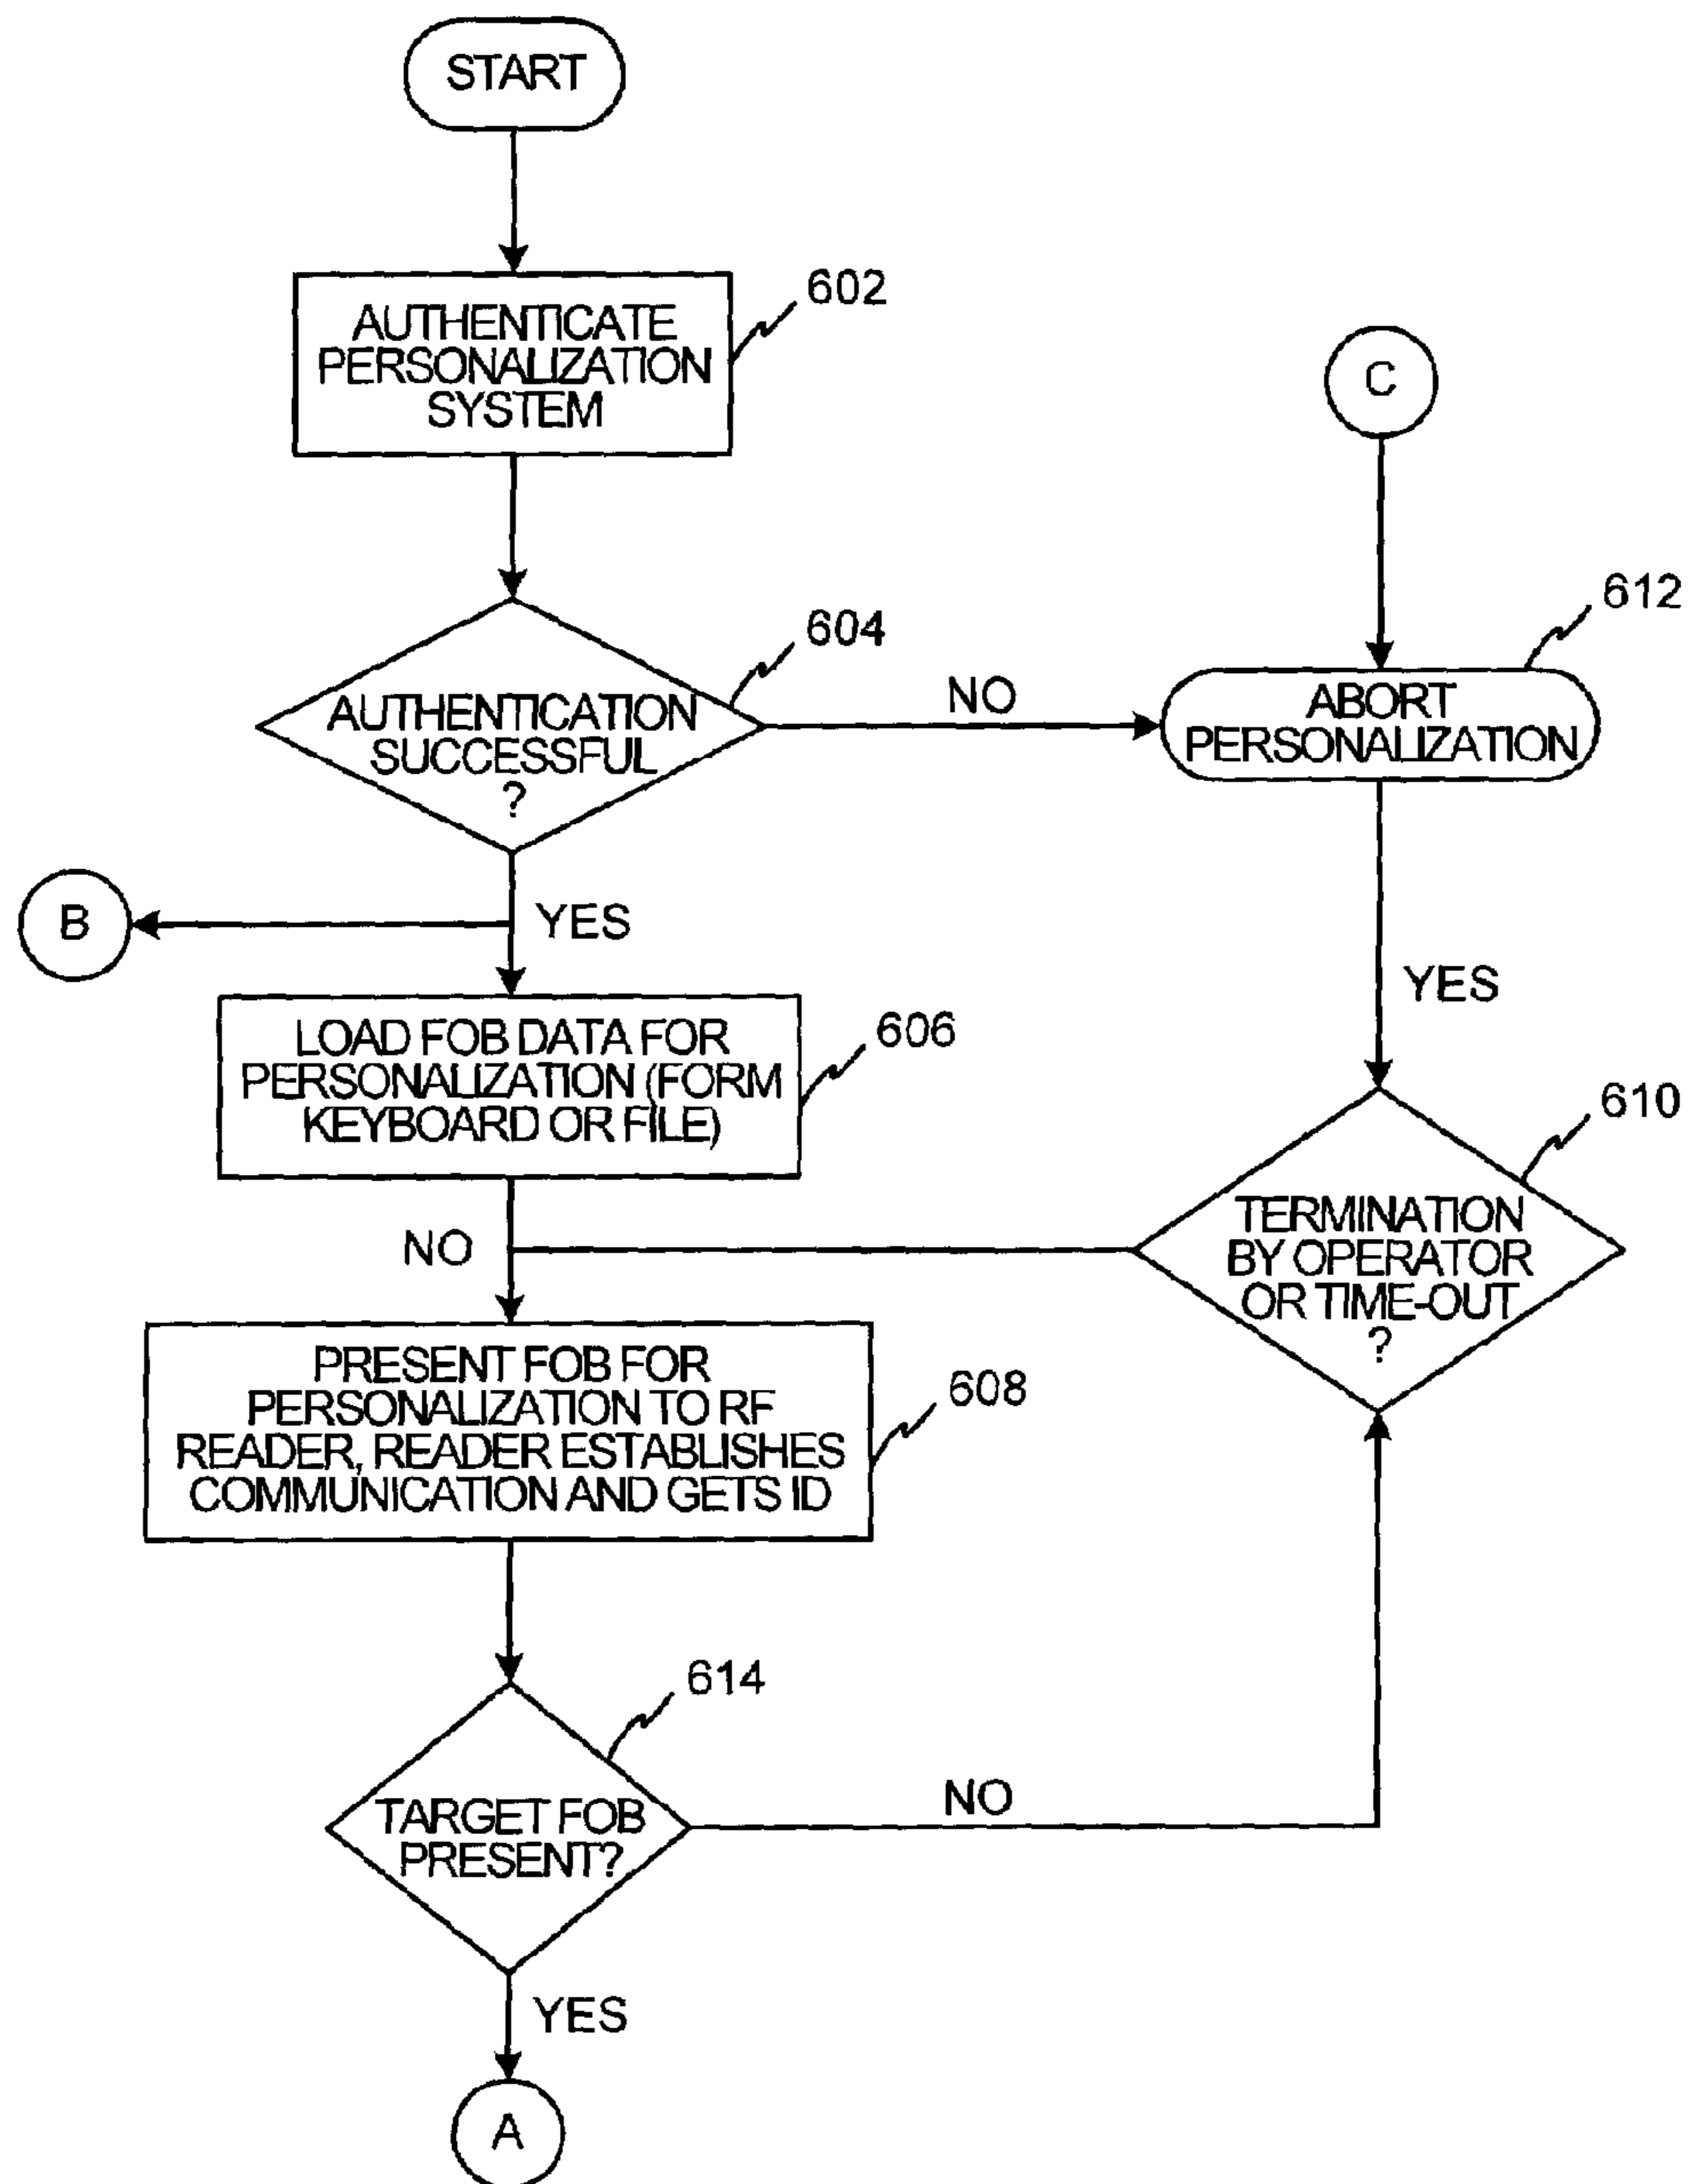 START
602
AUTHENTICATE
PERSONALIZATION
SYSTEM
C
604
612
AUTHENTICATION
SUCCESSFUL
?
NO
ABORT
PERSONALIZATION
B
YES
YES
606
LOAD FOB DATA FOR
PERSONALIZATION (FORM
KEYBOARD OR FILE)
610
NO
TERMINATION
BY OPERATOR
OR TIME-OUT
?
608
PRESENT FOB FOR
PERSONALIZATION TO RF
READER, READER ESTABLISHES
COMMUNICATION AND GETS ID
614
TARGET FOB
PRESENT?
NO
YES
A